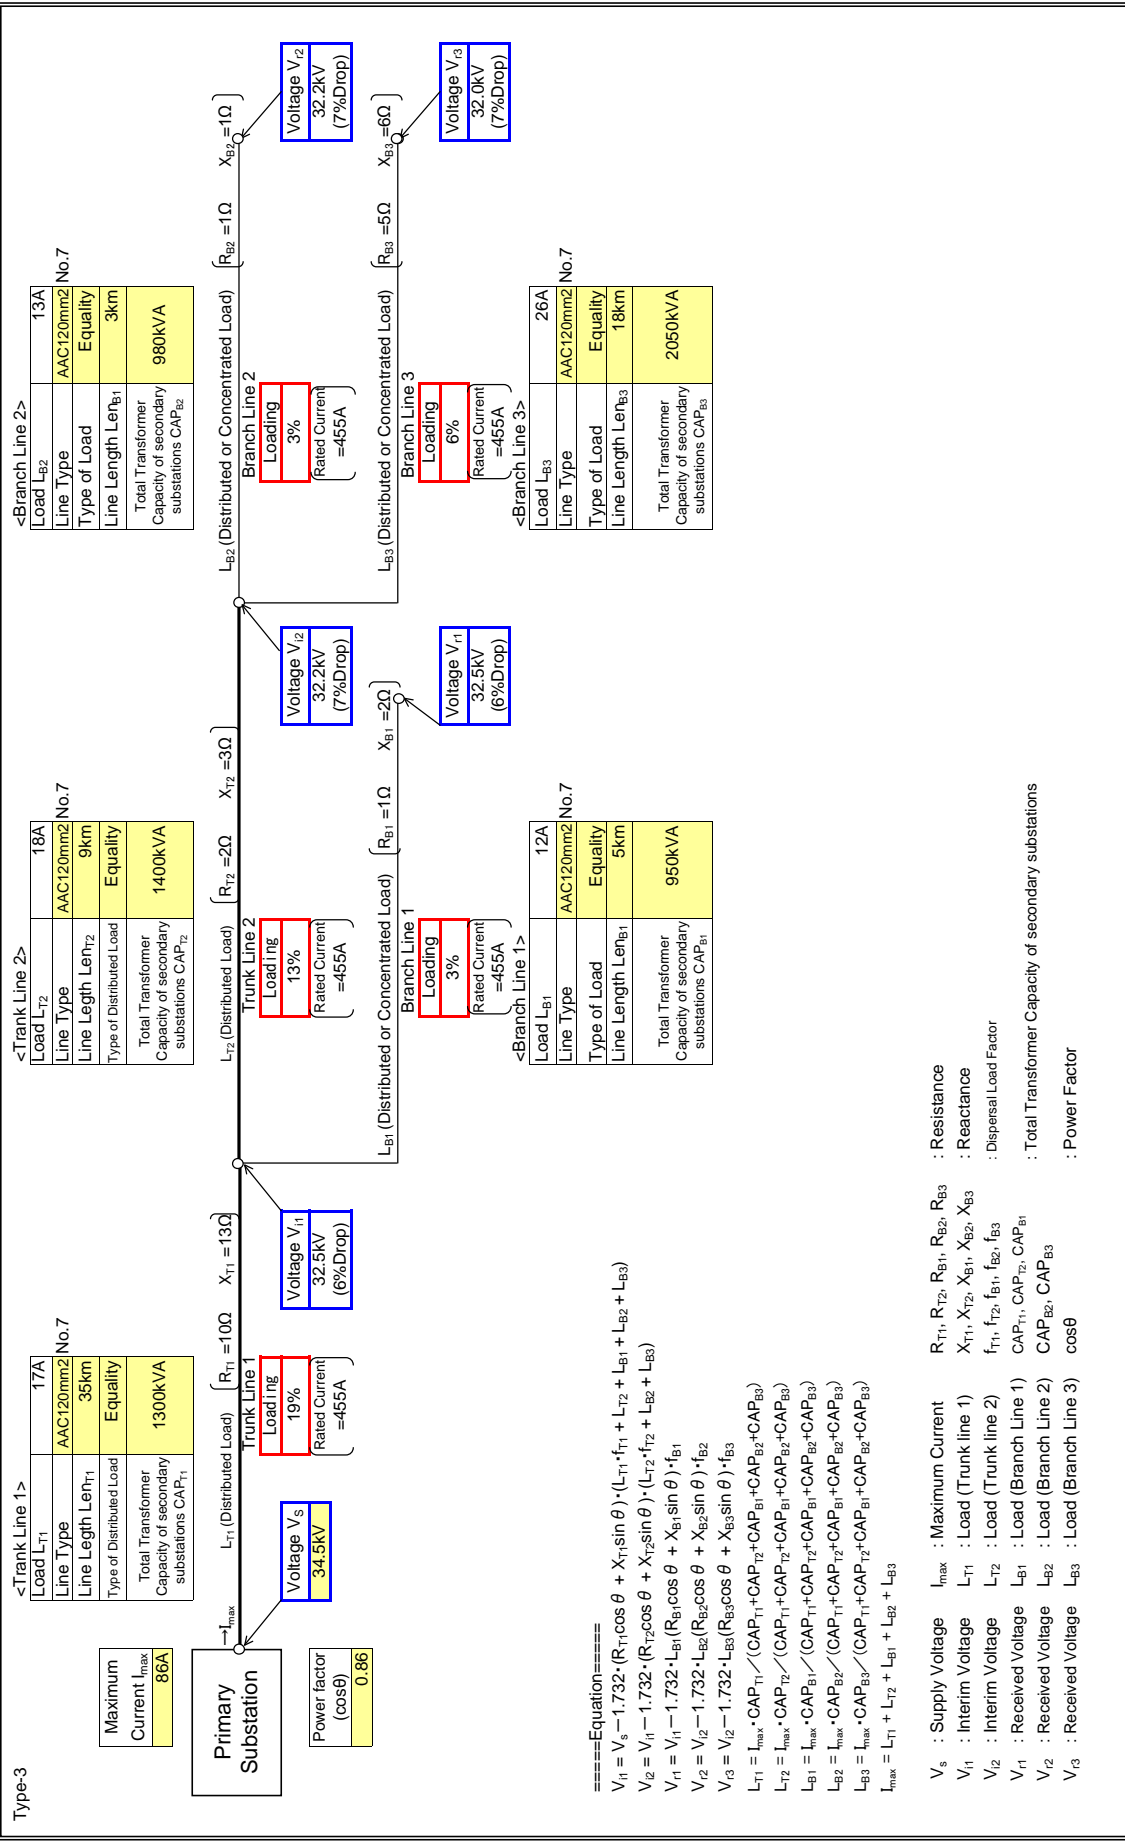 Type-3
Maximum
Current Imax
86A
Primary
Substation
Power factor
(cosθ)
0.86
→Imax
Voltage VS
34.5kV
<Trank Line 1>
Load LT1 17A
Line Type AAC120mm2 No.7
Line Legth LenT1 35km
Type of Distributed Load Equality
Total Transformer
Capacity of secondary
substations CAPT1
1300kVA
LT1 (Distributed Load)
RT1 =10Ω XT1 =13Ω
Trunk Line 1
Loading
19%
Rated Current
=455A
Voltage Vi1
32.5kV
(6%Drop)
<Trank Line 2>
Load LT2 18A
Line Type AAC120mm2 No.7
Line Legth LenT2 9km
Type of Distributed Load Equality
Total Transformer
Capacity of secondary
substations CAPT2
1400kVA
LT2 (Distributed Load)
RT2 =2Ω XT2 =3Ω
Trunk Line 2
Loading
13%
Rated Current
=455A
Voltage Vi2
32.2kV
(7%Drop)
LB1 (Distributed or Concentrated Load)
RB1 =1Ω XB1 =2Ω
Branch Line 1
Loading
3%
Rated Current
=455A
Voltage Vr1
32.5kV
(6%Drop)
<Branch Line 1>
Load LB1 12A
Line Type AAC120mm2 No.7
Type of Load Equality
Line Length LenB1 5km
Total Transformer
Capacity of secondary
substations CAPB1
950kVA
<Branch Line 2>
Load LB2 13A
Line Type AAC120mm2 No.7
Type of Load Equality
Line Length LenB1 3km
Total Transformer
Capacity of secondary
substations CAPB2
980kVA
LB2 (Distributed or Concentrated Load)
RB2 =1Ω XB2 =1Ω
Branch Line 2
Loading
3%
Rated Current
=455A
Voltage Vr2
32.2kV
(7%Drop)
LB3 (Distributed or Concentrated Load)
RB3 =5Ω XB3 =6Ω
Branch Line 3
Loading
6%
Rated Current
=455A
Voltage Vr3
32.0kV
(7%Drop)
<Branch Line 3>
Load LB3 26A
Line Type AAC120mm2 No.7
Type of Load Equality
Line Length LenB3 18km
Total Transformer
Capacity of secondary
substations CAPB3
2050kVA
=====Equation=====
Vi1 = Vs－1.732・(RT1cos θ + XT1sin θ)・(LT1・fT1 + LT2 + LB1 + LB2 + LB3)
Vi2 = Vi1－1.732・(RT2cos θ + XT2sin θ)・(LT2・fT2 + LB2 + LB3)
Vr1 = Vi1－1.732・LB1(RB1cos θ + XB1sin θ)・fB1
Vr2 = Vi2－1.732・LB2(RB2cos θ + XB2sin θ)・fB2
Vr3 = Vi2－1.732・LB3(RB3cos θ + XB3sin θ)・fB3
LT1 = Imax・CAPT1／(CAPT1+CAPT2+CAPB1+CAPB2+CAPB3)
LT2 = Imax・CAPT2／(CAPT1+CAPT2+CAPB1+CAPB2+CAPB3)
LB1 = Imax・CAPB1／(CAPT1+CAPT2+CAPB1+CAPB2+CAPB3)
LB2 = Imax・CAPB2／(CAPT1+CAPT2+CAPB1+CAPB2+CAPB3)
LB3 = Imax・CAPB3／(CAPT1+CAPT2+CAPB1+CAPB2+CAPB3)
Imax = LT1 + LT2 + LB1 + LB2 + LB3
Vs : Supply Voltage Imax : Maximum Current RT1, RT2, RB1, RB2, RB3 : Resistance
Vi1 : Interim Voltage LT1 : Load (Trunk line 1) XT1, XT2, XB1, XB2, XB3 : Reactance
Vi2 : Interim Voltage LT2 : Load (Trunk line 2) fT1, fT2, fB1, fB2, fB3 : Dispersal Load Factor
Vr1 : Received Voltage LB1 : Load (Branch Line 1) CAPT1, CAPT2, CAPB1
Vr2 : Received Voltage LB2 : Load (Branch Line 2) CAPB2, CAPB3 : Total Transformer Capacity of secondary substations
Vr3 : Received Voltage LB3 : Load (Branch Line 3) cosθ : Power Factor